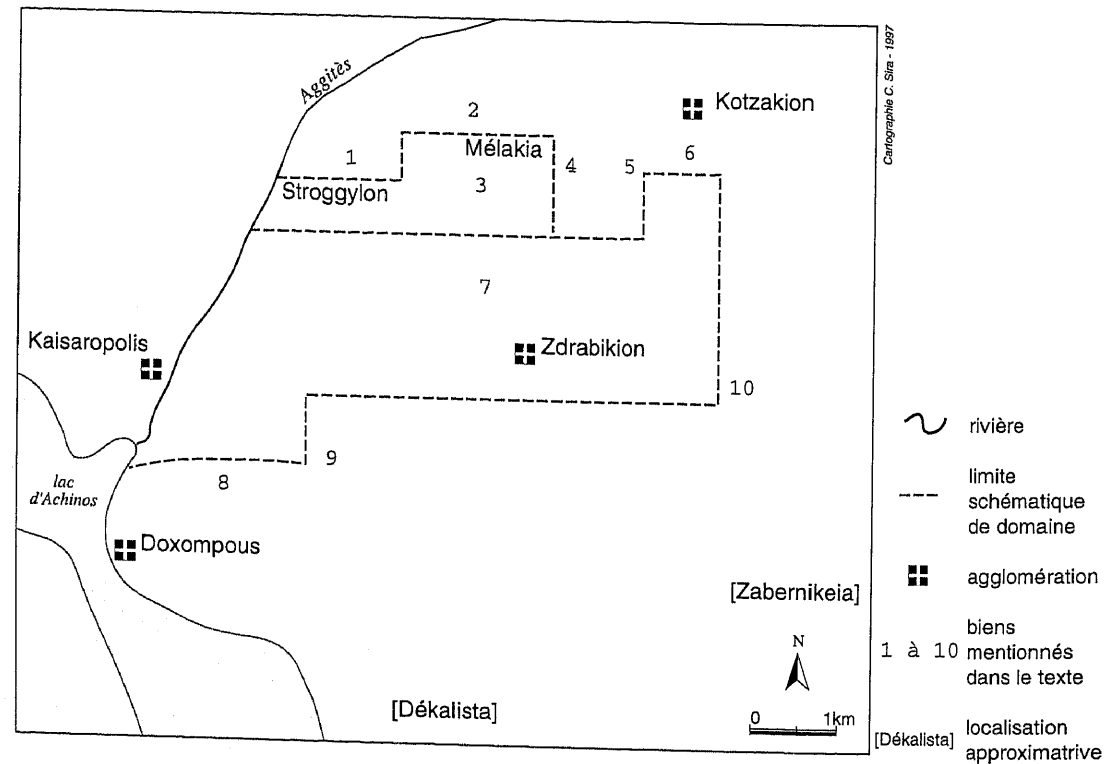 Aggitès
Cartographie C. Sira - 1997
Kotzakion
2
Mélakia
1
3
4
5
6
Stroggylon
7
Kaisaropolis
Zdrabikion
10
9
8
lac
d'Achinos
Doxompous
[Zabernikeia]
N
[Dékalista]
0 1km
rivière
limite
schématique
de domaine
agglomération
biens
1 à 10 mentionnés
dans le texte
[Dékalista] localisation
approximatrive